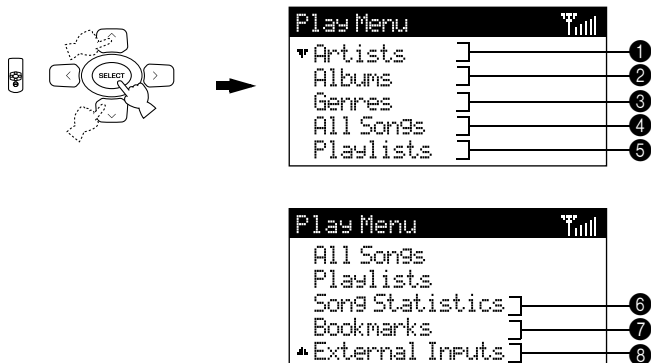 SELECT
Play Menu
Artists
Albums
Genres
All Songs
Playlists
1
2
3
4
5
Play Menu
All Songs
Playlists
Song Statistics
Bookmarks
External Inputs
6
7
8